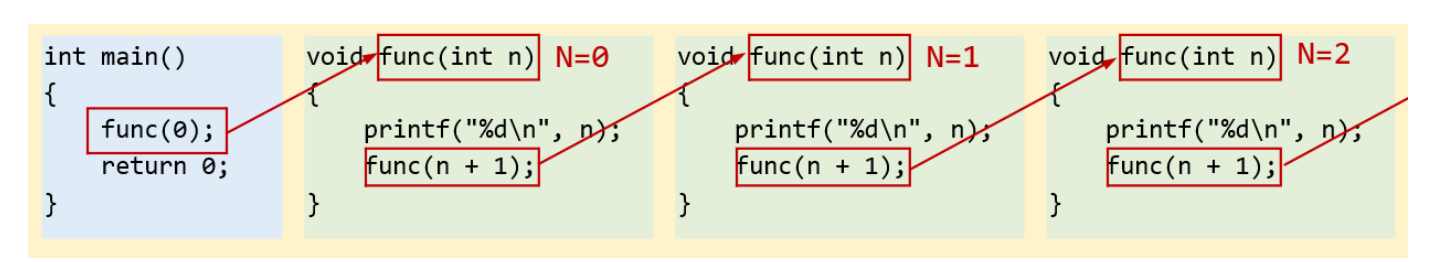 int main()
{
    func(0);
    return 0;
}
void func(int n) N=0
{
    printf("%d\n", n);
    func(n + 1);
}
void func(int n) N=1
{
    printf("%d\n", n);
    func(n + 1);
}
void func(int n) N=2
{
    printf("%d\n", n);
    func(n + 1);
}